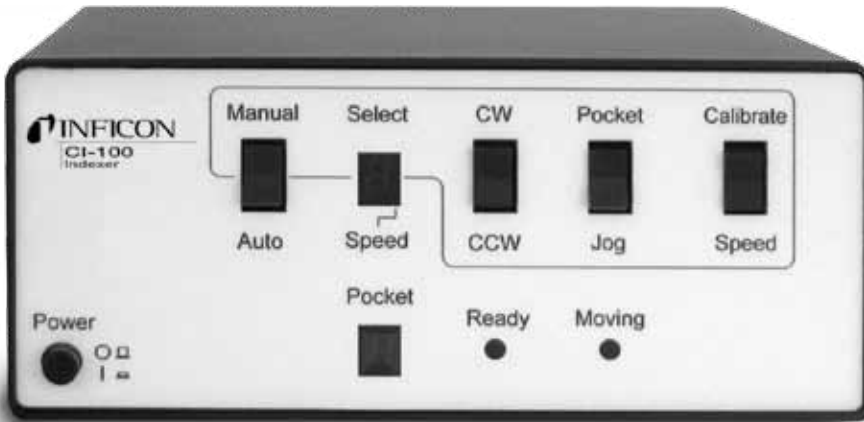 INFICON
CI-100
Indexer
Manual Select CW Pocket Calibrate
Auto Speed CCW Jog Speed
Pocket
Ready Moving
Power